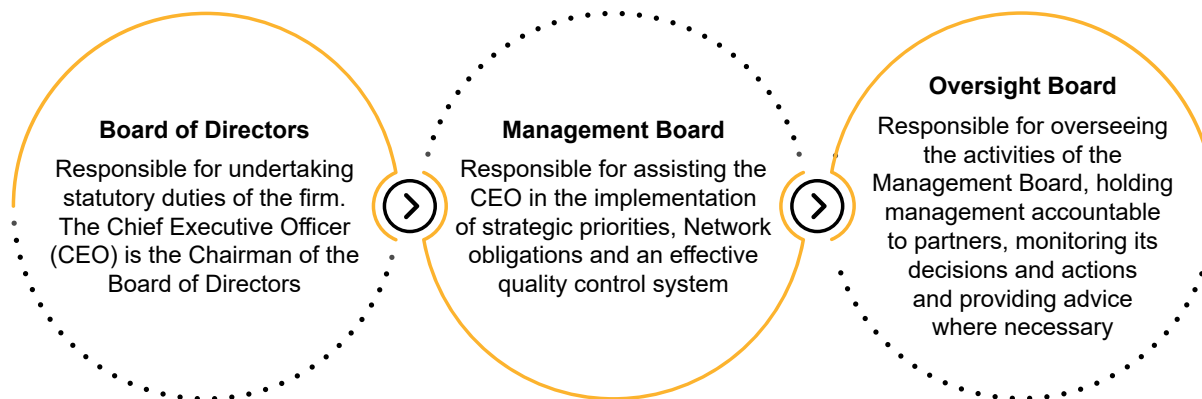 Board of Directors
Responsible for undertaking
statutory duties of the firm.
The Chief Executive Officer
(CEO) is the Chairman of the
Board of Directors
Management Board
Responsible for assisting the
CEO in the implementation
of strategic priorities, Network
obligations and an effective
quality control system
Oversight Board
Responsible for overseeing
the activities of the
Management Board, holding
management accountable
to partners, monitoring its
decisions and actions
and providing advice
where necessary